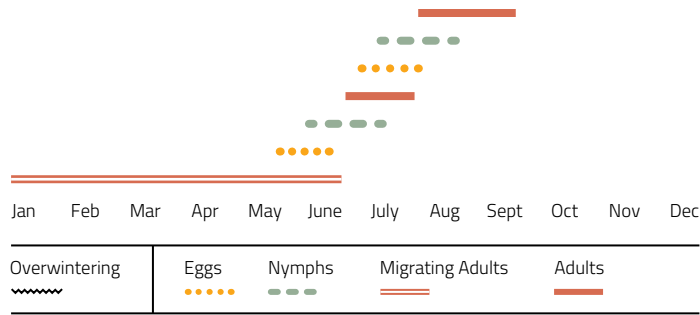 Jan Feb Mar Apr May June July Aug Sept Oct Nov Dec
Overwintering Eggs Nymphs Migrating Adults Adults